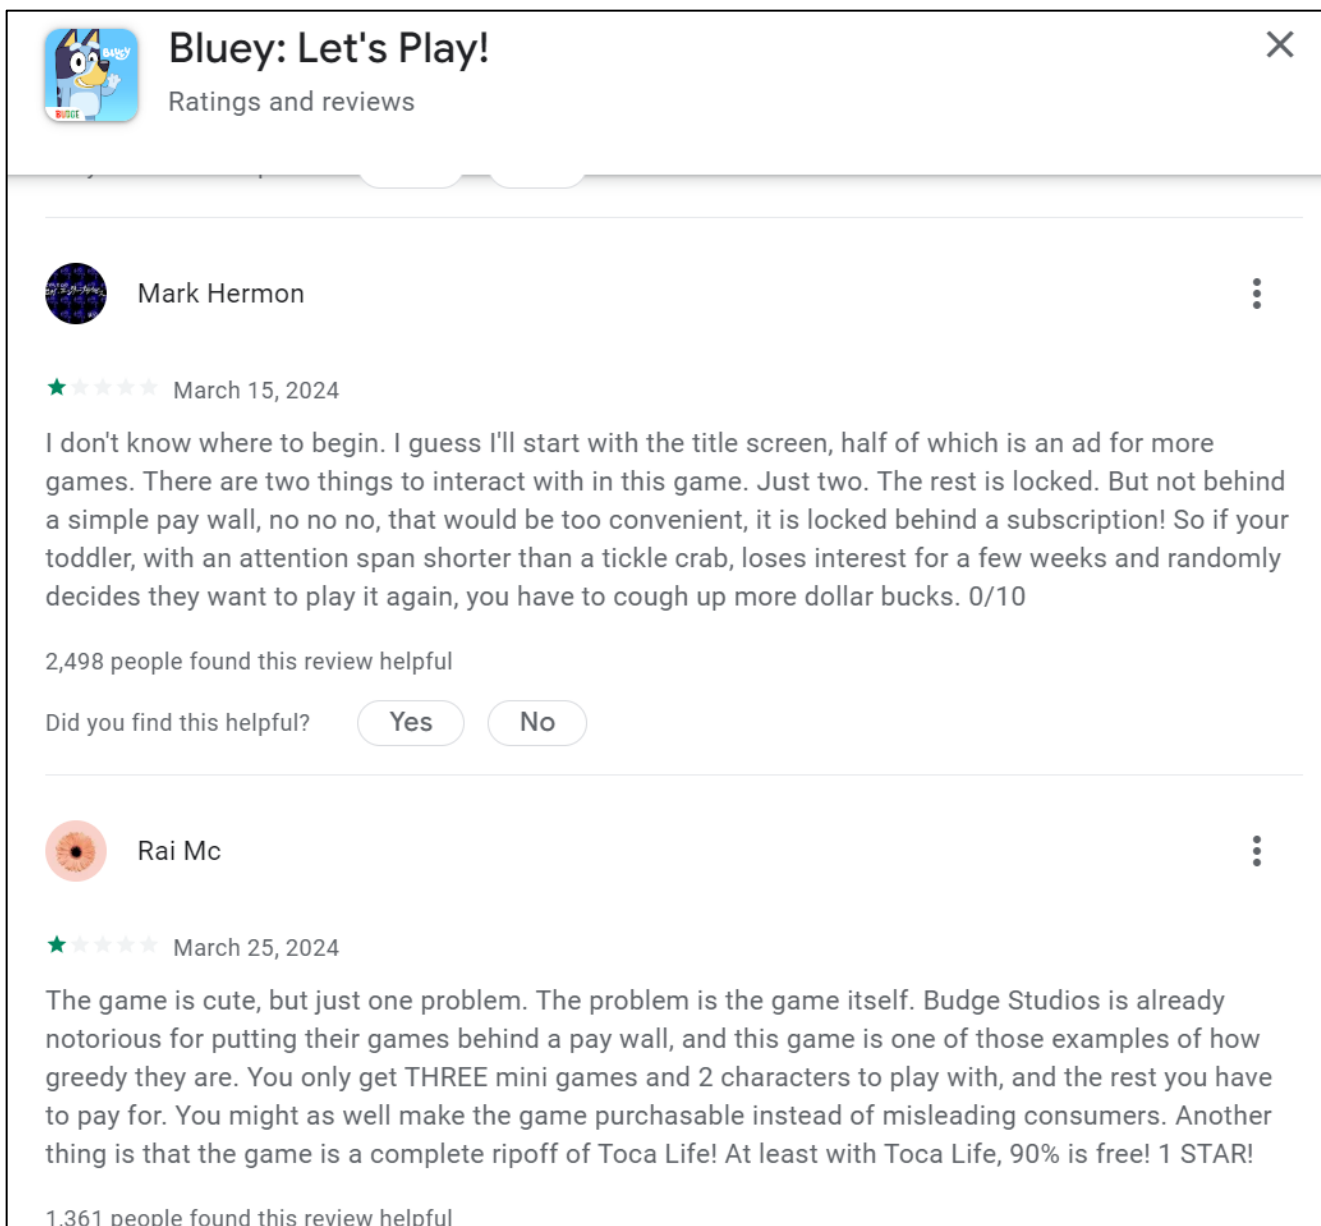 BLUEY
BUDGE
Bluey: Let's Play!
Ratings and reviews
Mark Hermon
March 15, 2024
I don't know where to begin. I guess I'll start with the title screen, half of which is an ad for more
games. There are two things to interact with in this game. Just two. The rest is locked. But not behind
a simple pay wall, no no no, that would be too convenient, it is locked behind a subscription! So if your
toddler, with an attention span shorter than a tickle crab, loses interest for a few weeks and randomly
decides they want to play it again, you have to cough up more dollar bucks. 0/10
2,498 people found this review helpful
Did you find this helpful? Yes No
Rai Mc
March 25, 2024
The game is cute, but just one problem. The problem is the game itself. Budge Studios is already
notorious for putting their games behind a pay wall, and this game is one of those examples of how
greedy they are. You only get THREE mini games and 2 characters to play with, and the rest you have
to pay for. You might as well make the game purchasable instead of misleading consumers. Another
thing is that the game is a complete ripoff of Toca Life! At least with Toca Life, 90% is free! 1 STAR!
1,361 people found this review helpful